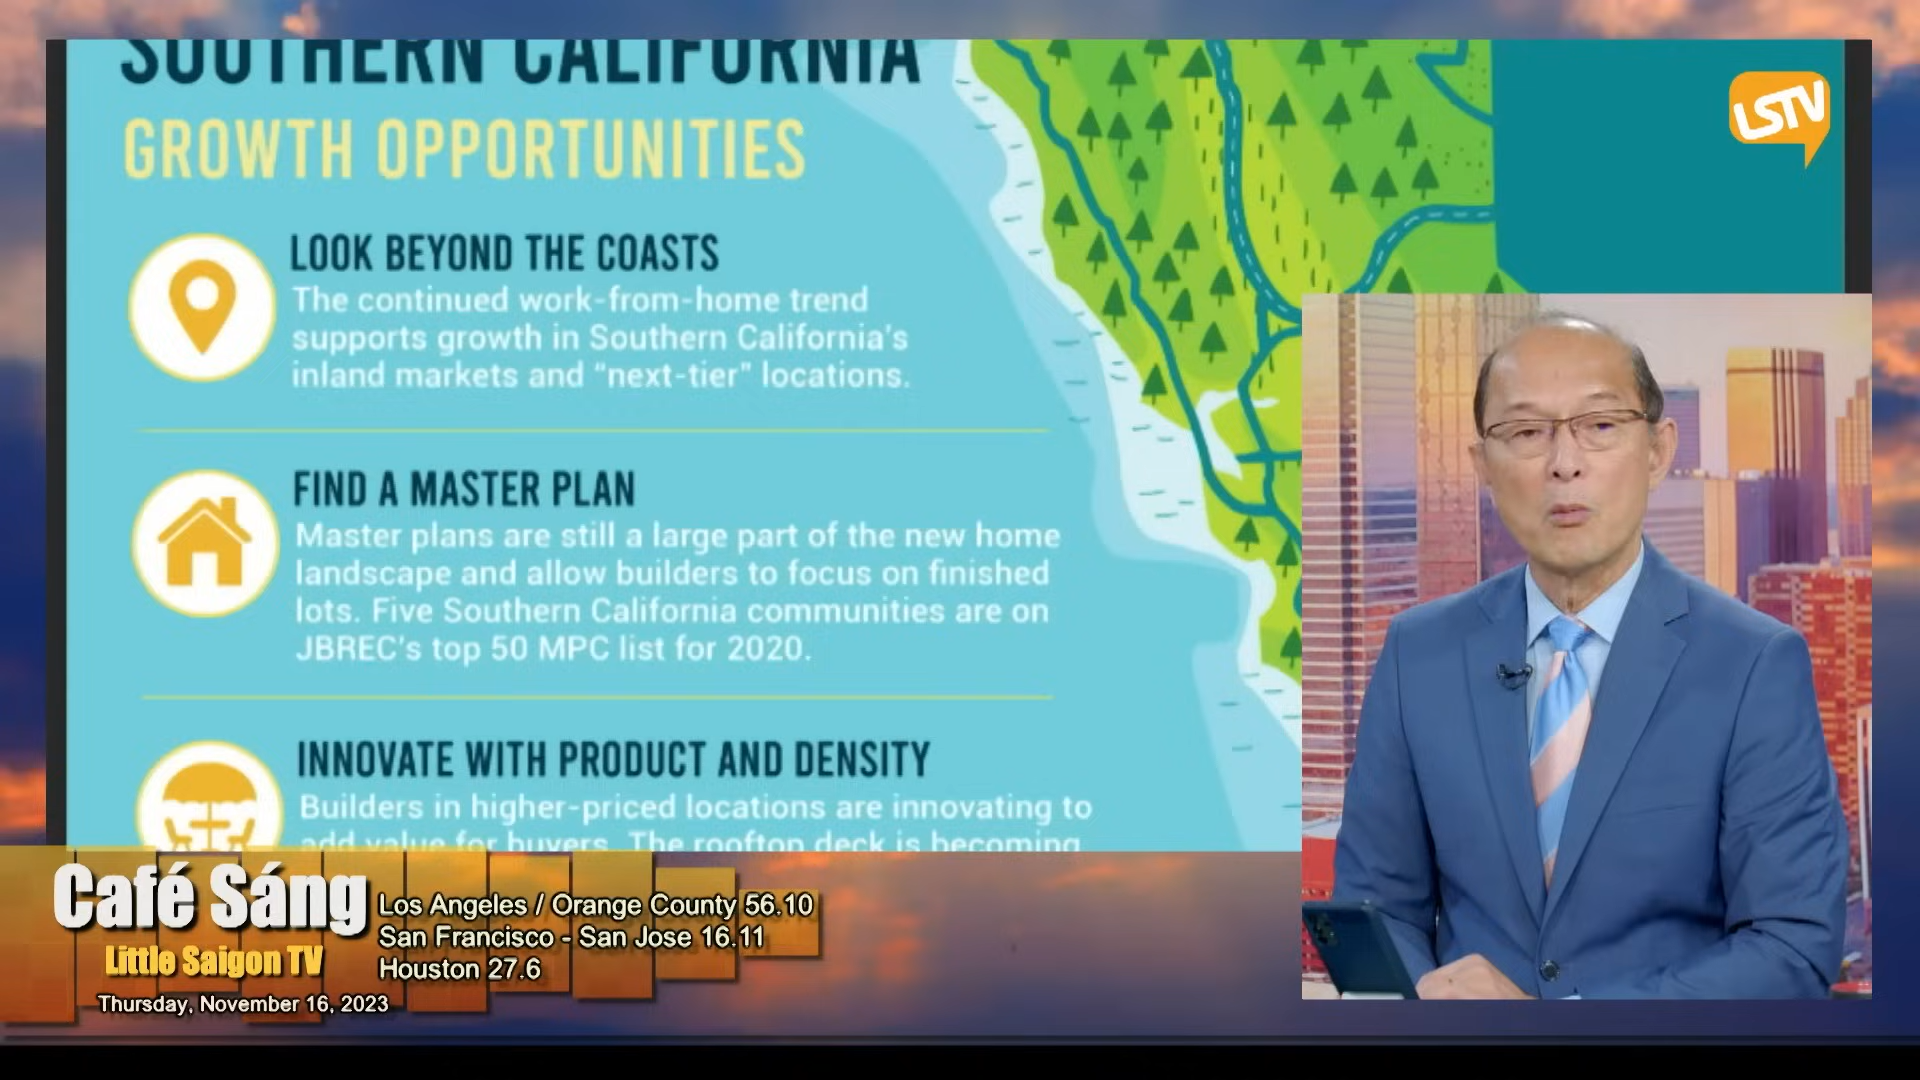 SOUTHERN CALIFORNIA
GROWTH OPPORTUNITIES
LSTV
LOOK BEYOND THE COASTS
The continued work-from-home trend
supports growth in Southern California's
inland markets and "next-tier" locations.
FIND A MASTER PLAN
Master plans are still a large part of the new home
landscape and allow builders to focus on finished
lots. Five Southern California communities are on
JBREC's top 50 MPC list for 2020.
INNOVATE WITH PRODUCT AND DENSITY
Builders in higher-priced locations are innovating to
add value for buyers. The rooftop deck is becoming
Café Sáng
Little Saigon TV
Thursday, November 16, 2023
Los Angeles / Orange County 56.10
San Francisco - San Jose 16.11
Houston 27.6